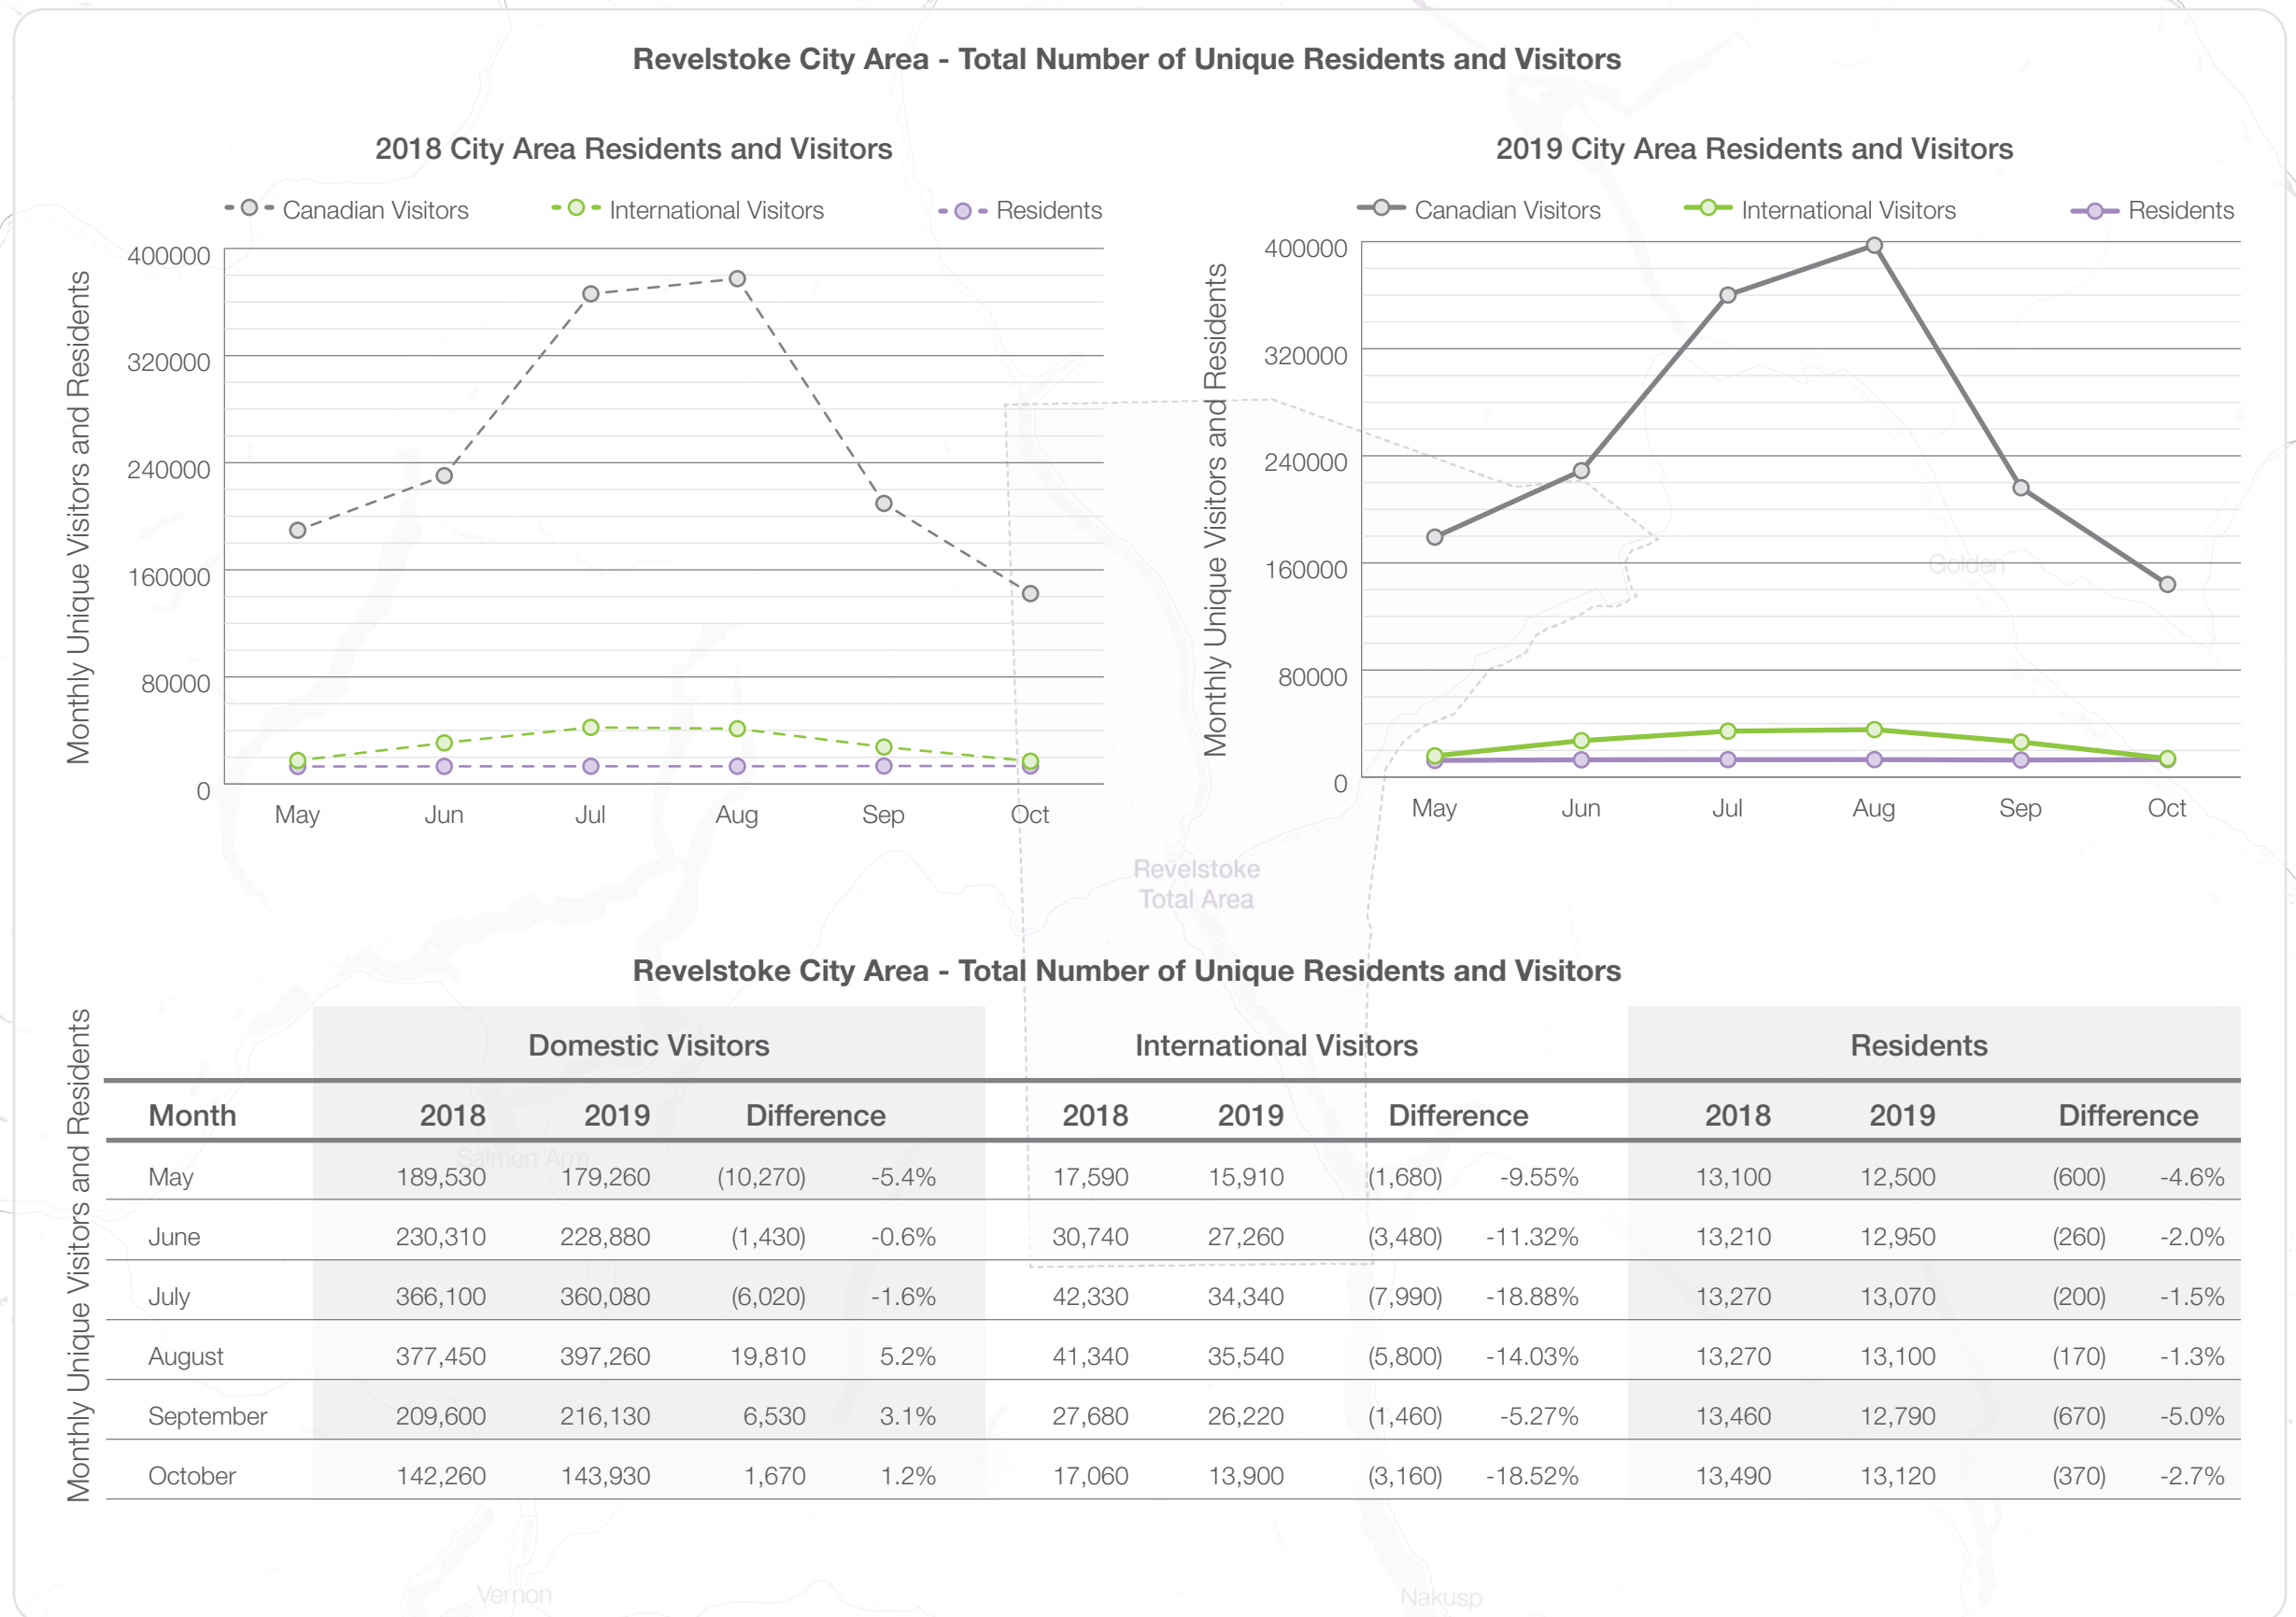 Revelstoke City Area - Total Number of Unique Residents and Visitors
2018 City Area Residents and Visitors
Canadian Visitors International Visitors Residents
Monthly Unique Visitors and Residents
400000
320000
240000
160000
80000
0
May Jun Jul Aug Sep Oct
2019 City Area Residents and Visitors
Canadian Visitors International Visitors Residents
Monthly Unique Visitors and Residents
400000
320000
240000
160000
80000
0
May Jun Jul Aug Sep Oct
Golden
Revelstoke
Total Area
Revelstoke City Area - Total Number of Unique Residents and Visitors
Monthly Unique Visitors and Residents
Domestic Visitors International Visitors Residents
Month 2018 2019 Difference 2018 2019 Difference 2018 2019 Difference
Salmon Arm
May 189,530 179,260 (10,270) -5.4% 17,590 15,910 (1,680) -9.55% 13,100 12,500 (600) -4.6%
June 230,310 228,880 (1,430) -0.6% 30,740 27,260 (3,480) -11.32% 13,210 12,950 (260) -2.0%
July 366,100 360,080 (6,020) -1.6% 42,330 34,340 (7,990) -18.88% 13,270 13,070 (200) -1.5%
August 377,450 397,260 19,810 5.2% 41,340 35,540 (5,800) -14.03% 13,270 13,100 (170) -1.3%
September 209,600 216,130 6,530 3.1% 27,680 26,220 (1,460) -5.27% 13,460 12,790 (670) -5.0%
October 142,260 143,930 1,670 1.2% 17,060 13,900 (3,160) -18.52% 13,490 13,120 (370) -2.7%
Vernon
Nakusp